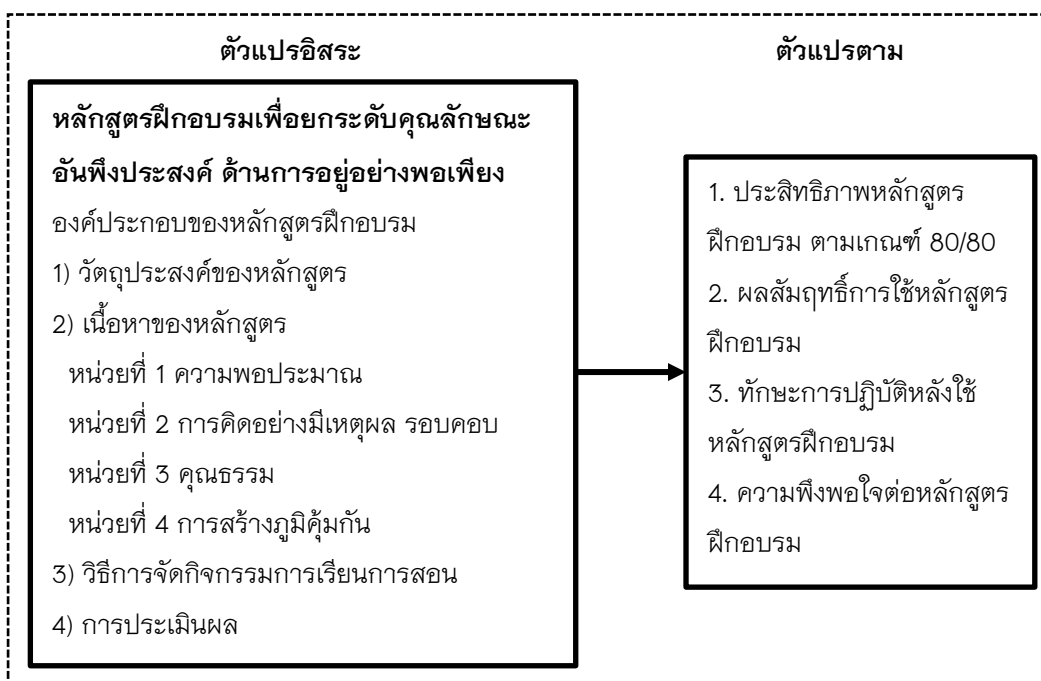 ตัวแปรอิสระ
หลักสูตรฝึกอบรมเพื่อยกระดับคุณลักษณะ
อันพึงประสงค์ ด้านการอยู่อย่างพอเพียง
องค์ประกอบของหลักสูตรฝึกอบรม
1) วัตถุประสงค์ของหลักสูตร
2) เนื้อหาของหลักสูตร
หน่วยที่ 1 ความพอประมาณ
หน่วยที่ 2 การคิดอย่างมีเหตุผล รอบคอบ
หน่วยที่ 3 คุณธรรม
หน่วยที่ 4 การสร้างภูมิคุ้มกัน
3) วิธีการจัดกิจกรรมการเรียนการสอน
4) การประเมินผล
ตัวแปรตาม
1. ประสิทธิภาพหลักสูตร
ฝึกอบรม ตามเกณฑ์ 80/80
2. ผลสัมฤทธิ์การใช้หลักสูตร
ฝึกอบรม
3. ทักษะการปฏิบัติหลังใช้
หลักสูตรฝึกอบรม
4. ความพึงพอใจต่อหลักสูตร
ฝึกอบรม